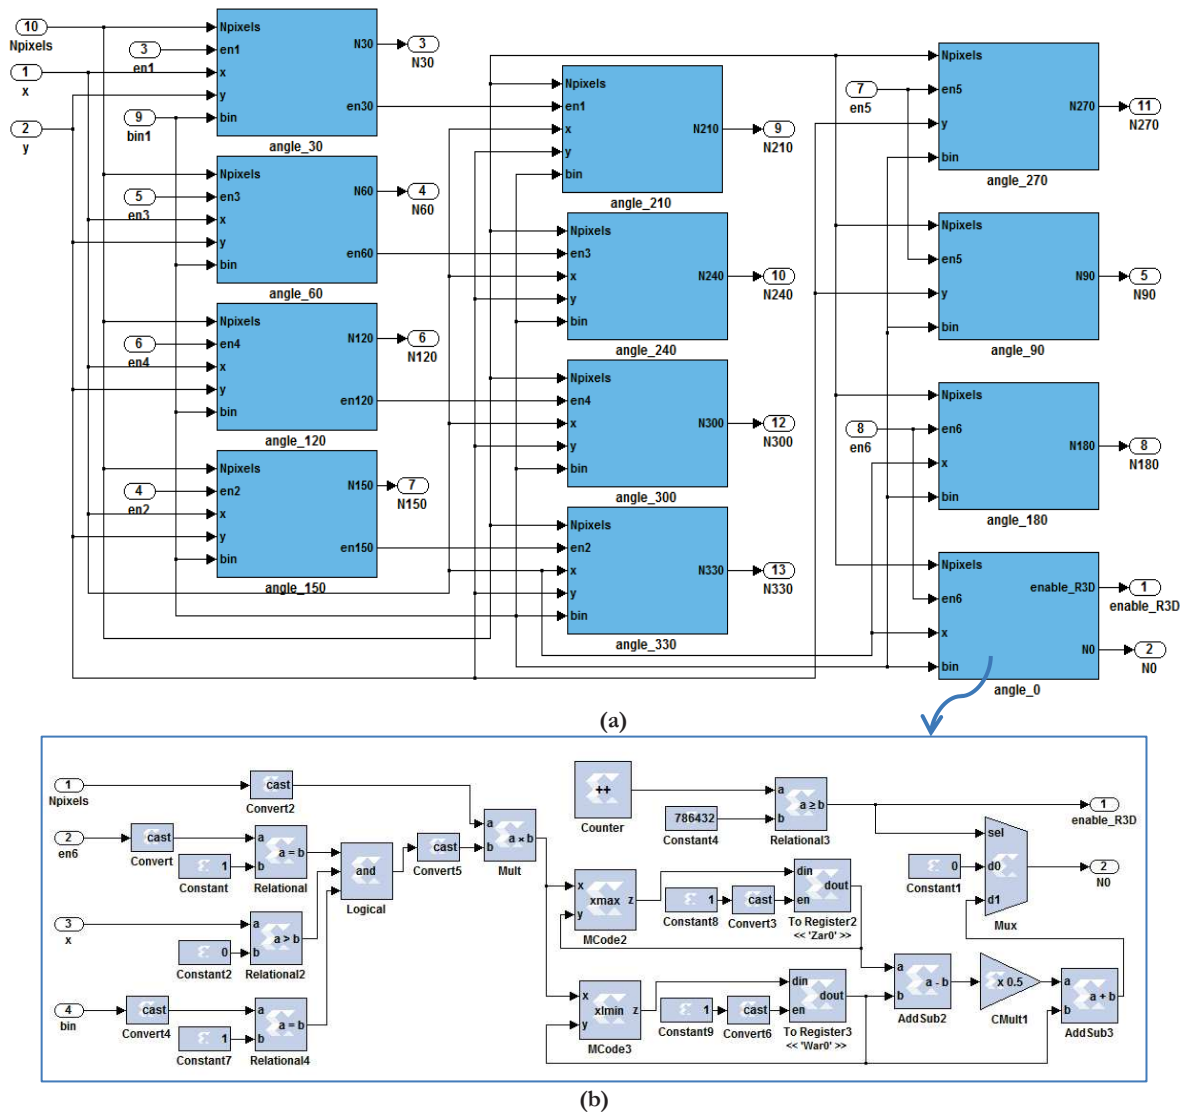 10
Npixels
3
en1
1
x
9
bin1
2
y
Npixels
en1
x
y
bin
N30
en30
angle_30
3
N30
5
en3
Npixels
en3
x
y
bin
N60
en60
angle_60
4
N60
6
en4
Npixels
en4
x
y
bin
N120
en120
angle_120
6
N120
4
en2
Npixels
en2
x
y
bin
N150
en150
angle_150
7
N150
Npixels
en1
x
y
bin
N210
angle_210
9
N210
Npixels
en3
x
y
bin
N240
angle_240
10
N240
Npixels
en4
x
y
bin
N300
angle_300
12
N300
Npixels
en2
x
y
bin
N330
angle_330
13
N330
7
en5
Npixels
en5
y
bin
N270
angle_270
11
N270
Npixels
en5
y
bin
N90
angle_90
5
N90
8
en6
Npixels
en6
x
bin
N180
angle_180
8
N180
Npixels
en6
x
bin
enable_R3D
N0
angle_0
1
enable_R3D
2
N0
(a)
1
Npixels
cast
Convert2
2
en6
cast
Convert
1
Constant
a
b
a = b
Relational
3
x
0
Constant2
a
b
a > b
Relational2
4
bin
cast
Convert4
1
Constant7
a
b
a = b
Relational4
and
Logical
cast
Convert5
a
b
a × b
Mult
++
Counter
786432
Constant4
a
b
a ≥ b
Relational3
x
y
xmax
z
MCode2
1
Constant8
cast
Convert3
din
en
dout
To Register2
<< 'Zar0' >>
x
y
xlmin
z
MCode3
1
Constant9
cast
Convert6
din
en
dout
To Register3
<< 'War0' >>
a
b
a - b
AddSub2
x 0.5
CMult1
a
b
a + b
AddSub3
0
Constant1
sel
d0
d1
Mux
1
enable_R3D
2
N0
(b)